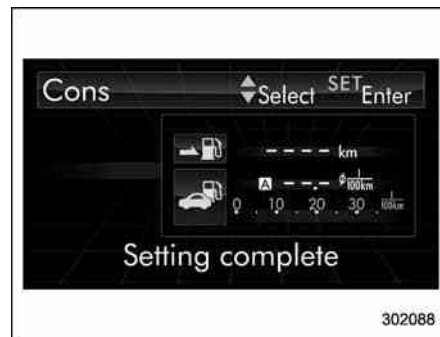 Cons Select SET Enter
---- km
A --.- ϕ l/100km
0 10 20 30 l/100km
Setting complete
302088